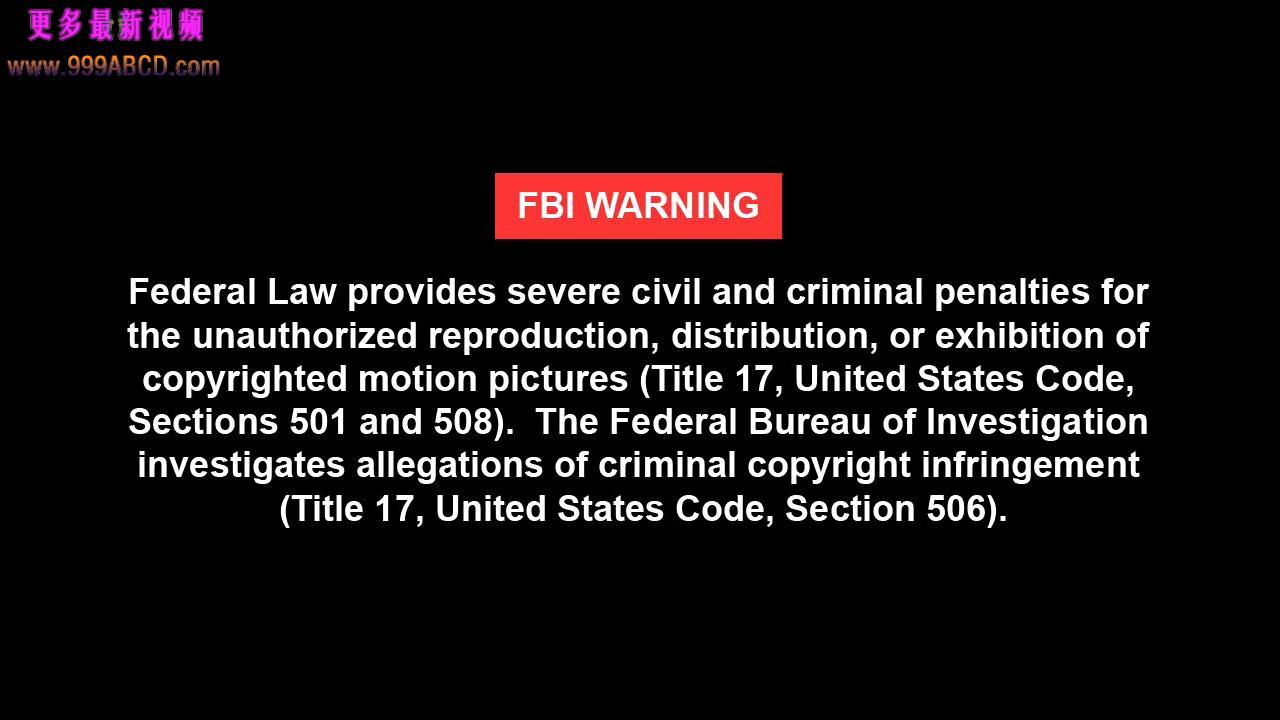 更多最新视频
www.999ABCD.com
FBI WARNING
Federal Law provides severe civil and criminal penalties for
the unauthorized reproduction, distribution, or exhibition of
copyrighted motion pictures (Title 17, United States Code,
Sections 501 and 508).  The Federal Bureau of Investigation
investigates allegations of criminal copyright infringement
(Title 17, United States Code, Section 506).